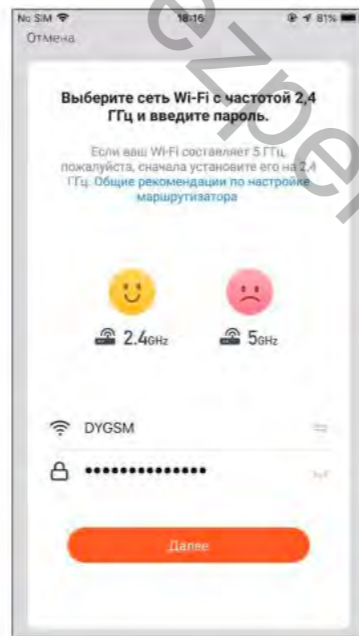 No SIM 18:16 81%
Отмена
Выберите сеть Wi-Fi с частотой 2,4
ГГц и введите пароль.
Если ваш Wi-Fi составляет 5 ГГц,
пожалуйста, сначала установите его на 2,4
ГГц. Общие рекомендации по настройке
маршрутизатора
2.4GHz 5GHz
DYGSM
••••••••••••••
Далее